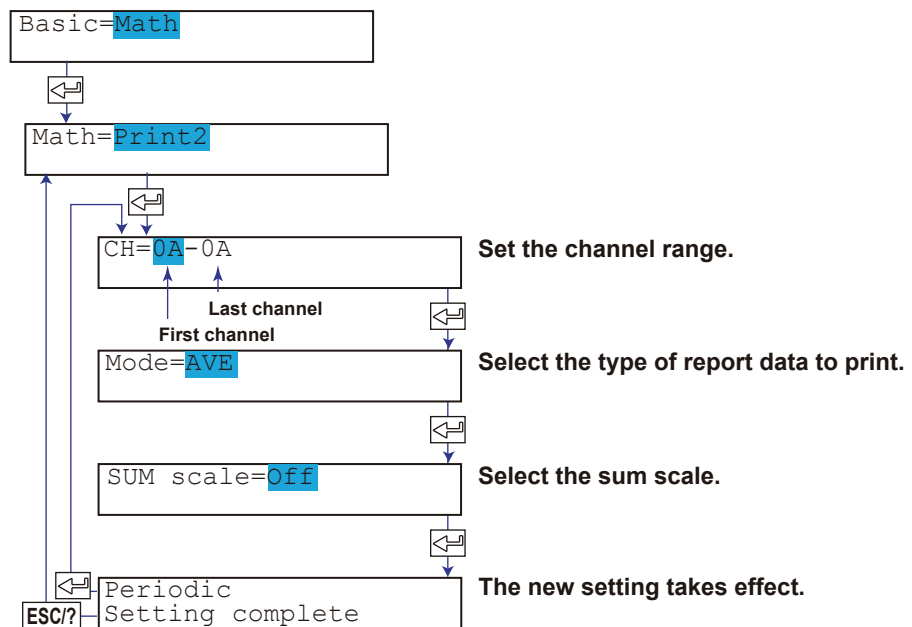 Basic=Math
Math=Print2
CH=0A-0A
Set the channel range.
Last channel
First channel
Mode=AVE
Select the type of report data to print.
SUM scale=Off
Select the sum scale.
Periodic
The new setting takes effect.
ESC/?
Setting complete